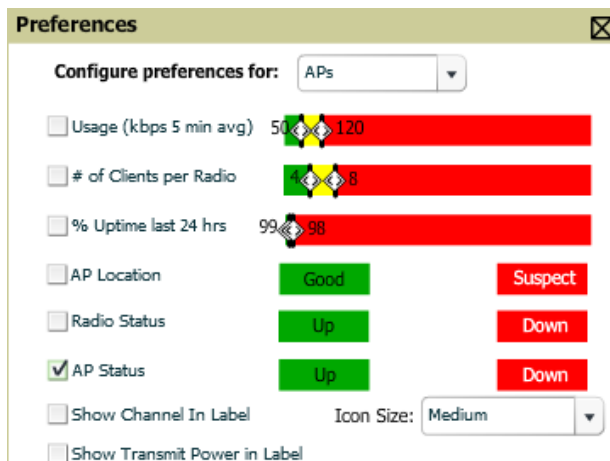 Preferences
Configure preferences for: APs
Usage (kbps 5 min avg) 50 120
# of Clients per Radio 4 8
% Uptime last 24 hrs 99 98
AP Location Good Suspect
Radio Status Up Down
AP Status Up Down
Show Channel In Label Icon Size: Medium
Show Transmit Power in Label